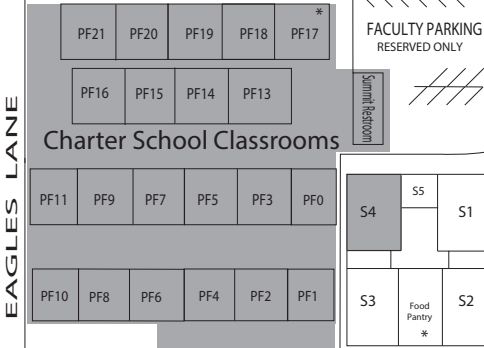 *
PF21 PF20 PF19 PF18 PF17
FACULTY PARKING
RESERVED ONLY
PF16 PF15 PF14 PF13
Summit Restroom
Charter School Classrooms
EAGLES LANE
PF11 PF9 PF7 PF5 PF3 PF0
S4 S5 S1
PF10 PF8 PF6 PF4 PF2 PF1
S3 Food Pantry * S2